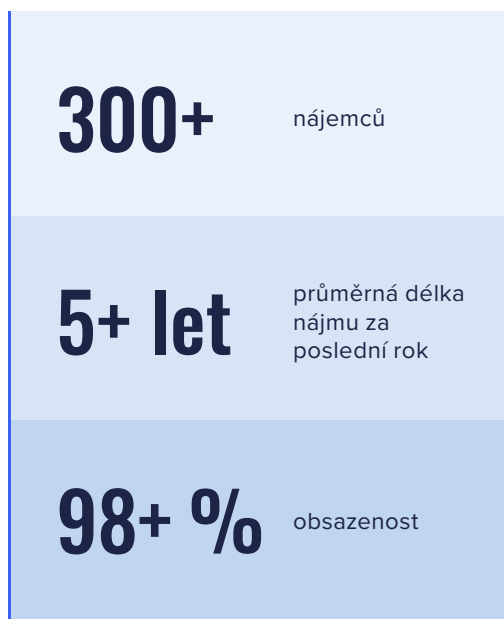 300+
nájemců
5+ let
průměrná délka
nájmu za
poslední rok
98+ %
obsazenost